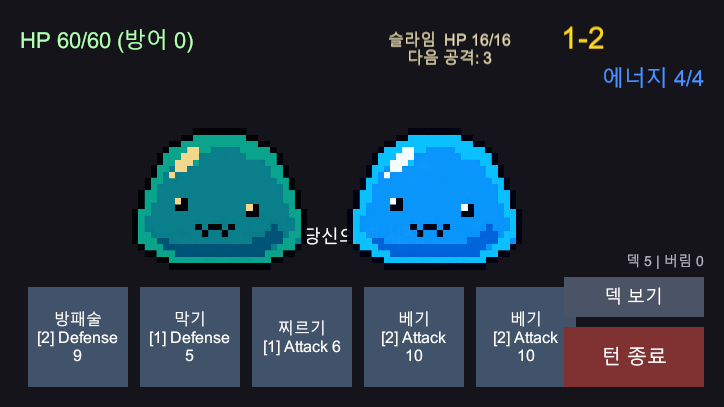 HP 60/60 (방어 0)
슬라임 HP 16/16
다음 공격: 3
1-2
에너지 4/4
당신으
덱 5 | 버림 0
방패술
[2] Defense
9
막기
[1] Defense
5
찌르기
[1] Attack 6
베기
[2] Attack
10
베기
[2] Attack
10
덱 보기
턴 종료